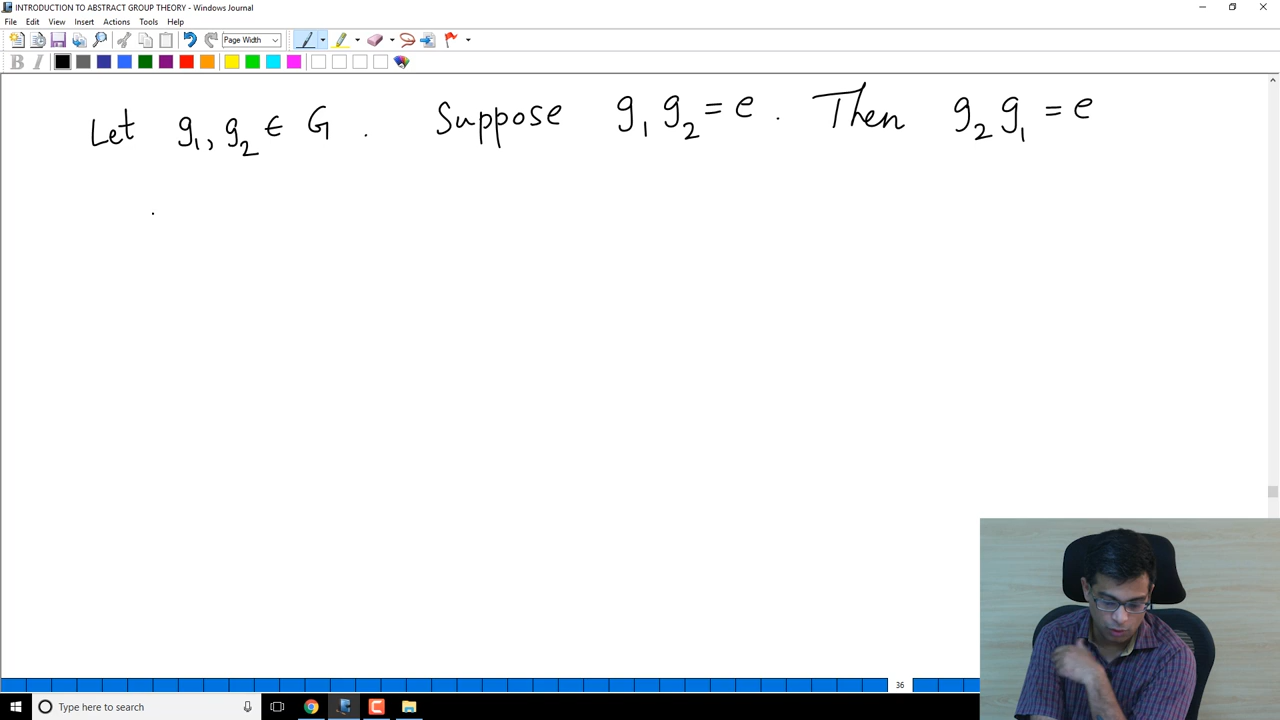 INTRODUCTION TO ABSTRACT GROUP THEORY - Windows Journal
File Edit View Insert Actions Tools Help
Page Width
B I
Let g₁, g₂ ∈ G . Suppose g₁ g₂ = e . Then g₂ g₁ = e
36
Type here to search